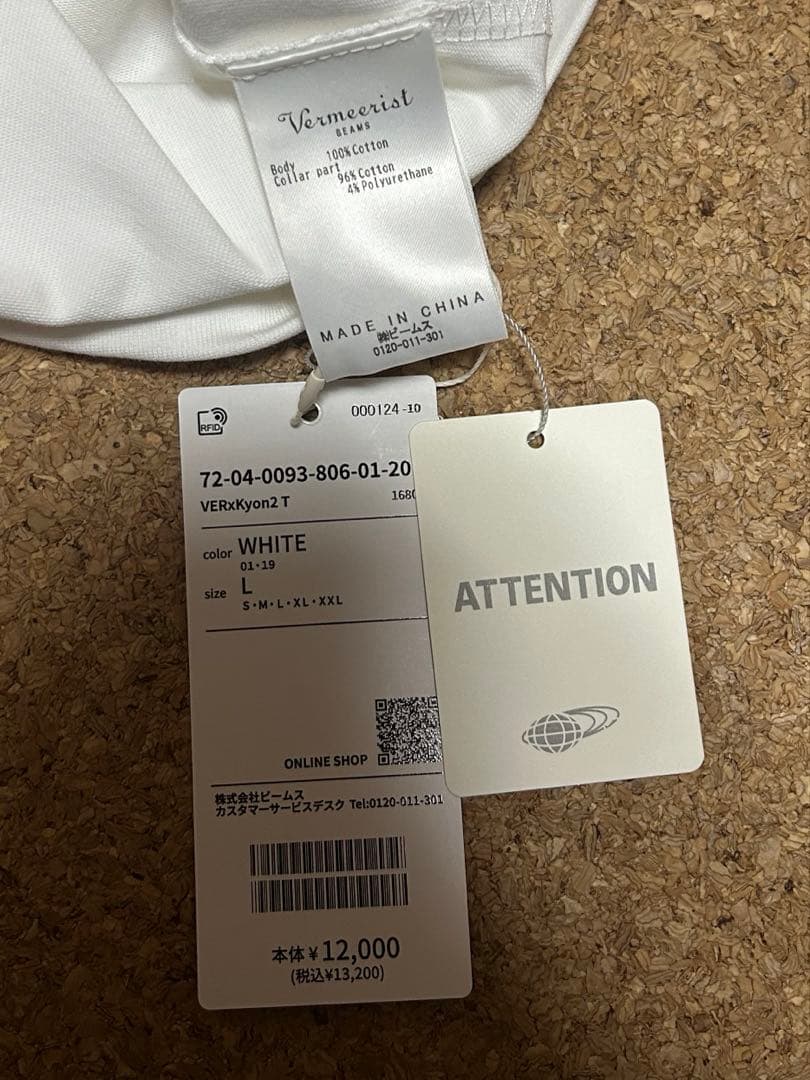 Vermeerist
BEAMS
Body 100% Cotton
Collar part 96% Cotton
4% Polyurethane
MADE IN CHINA
㈱ビームス
0120-011-301
RFID
000124-10
72-04-0093-806-01-20
VERxKyon2 T
color WHITE
01・19
size L
S・M・L・XL・XXL
ONLINE SHOP
株式会社ビームス
カスタマーサービスデスク Tel:0120-011-301
本体¥12,000
(税込¥13,200)
ATTENTION